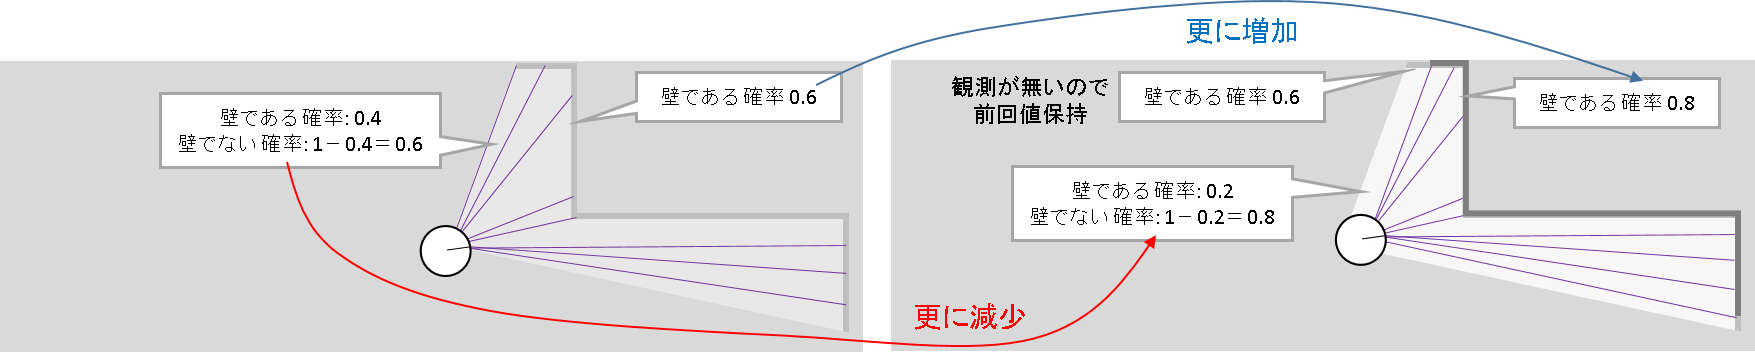 壁である確率: 0.4
壁でない確率: 1－0.4＝0.6
壁である確率 0.6
更に増加
観測が無いので
前回値保持
壁である確率 0.6
壁である確率 0.8
壁である確率: 0.2
壁でない確率: 1－0.2＝0.8
更に減少